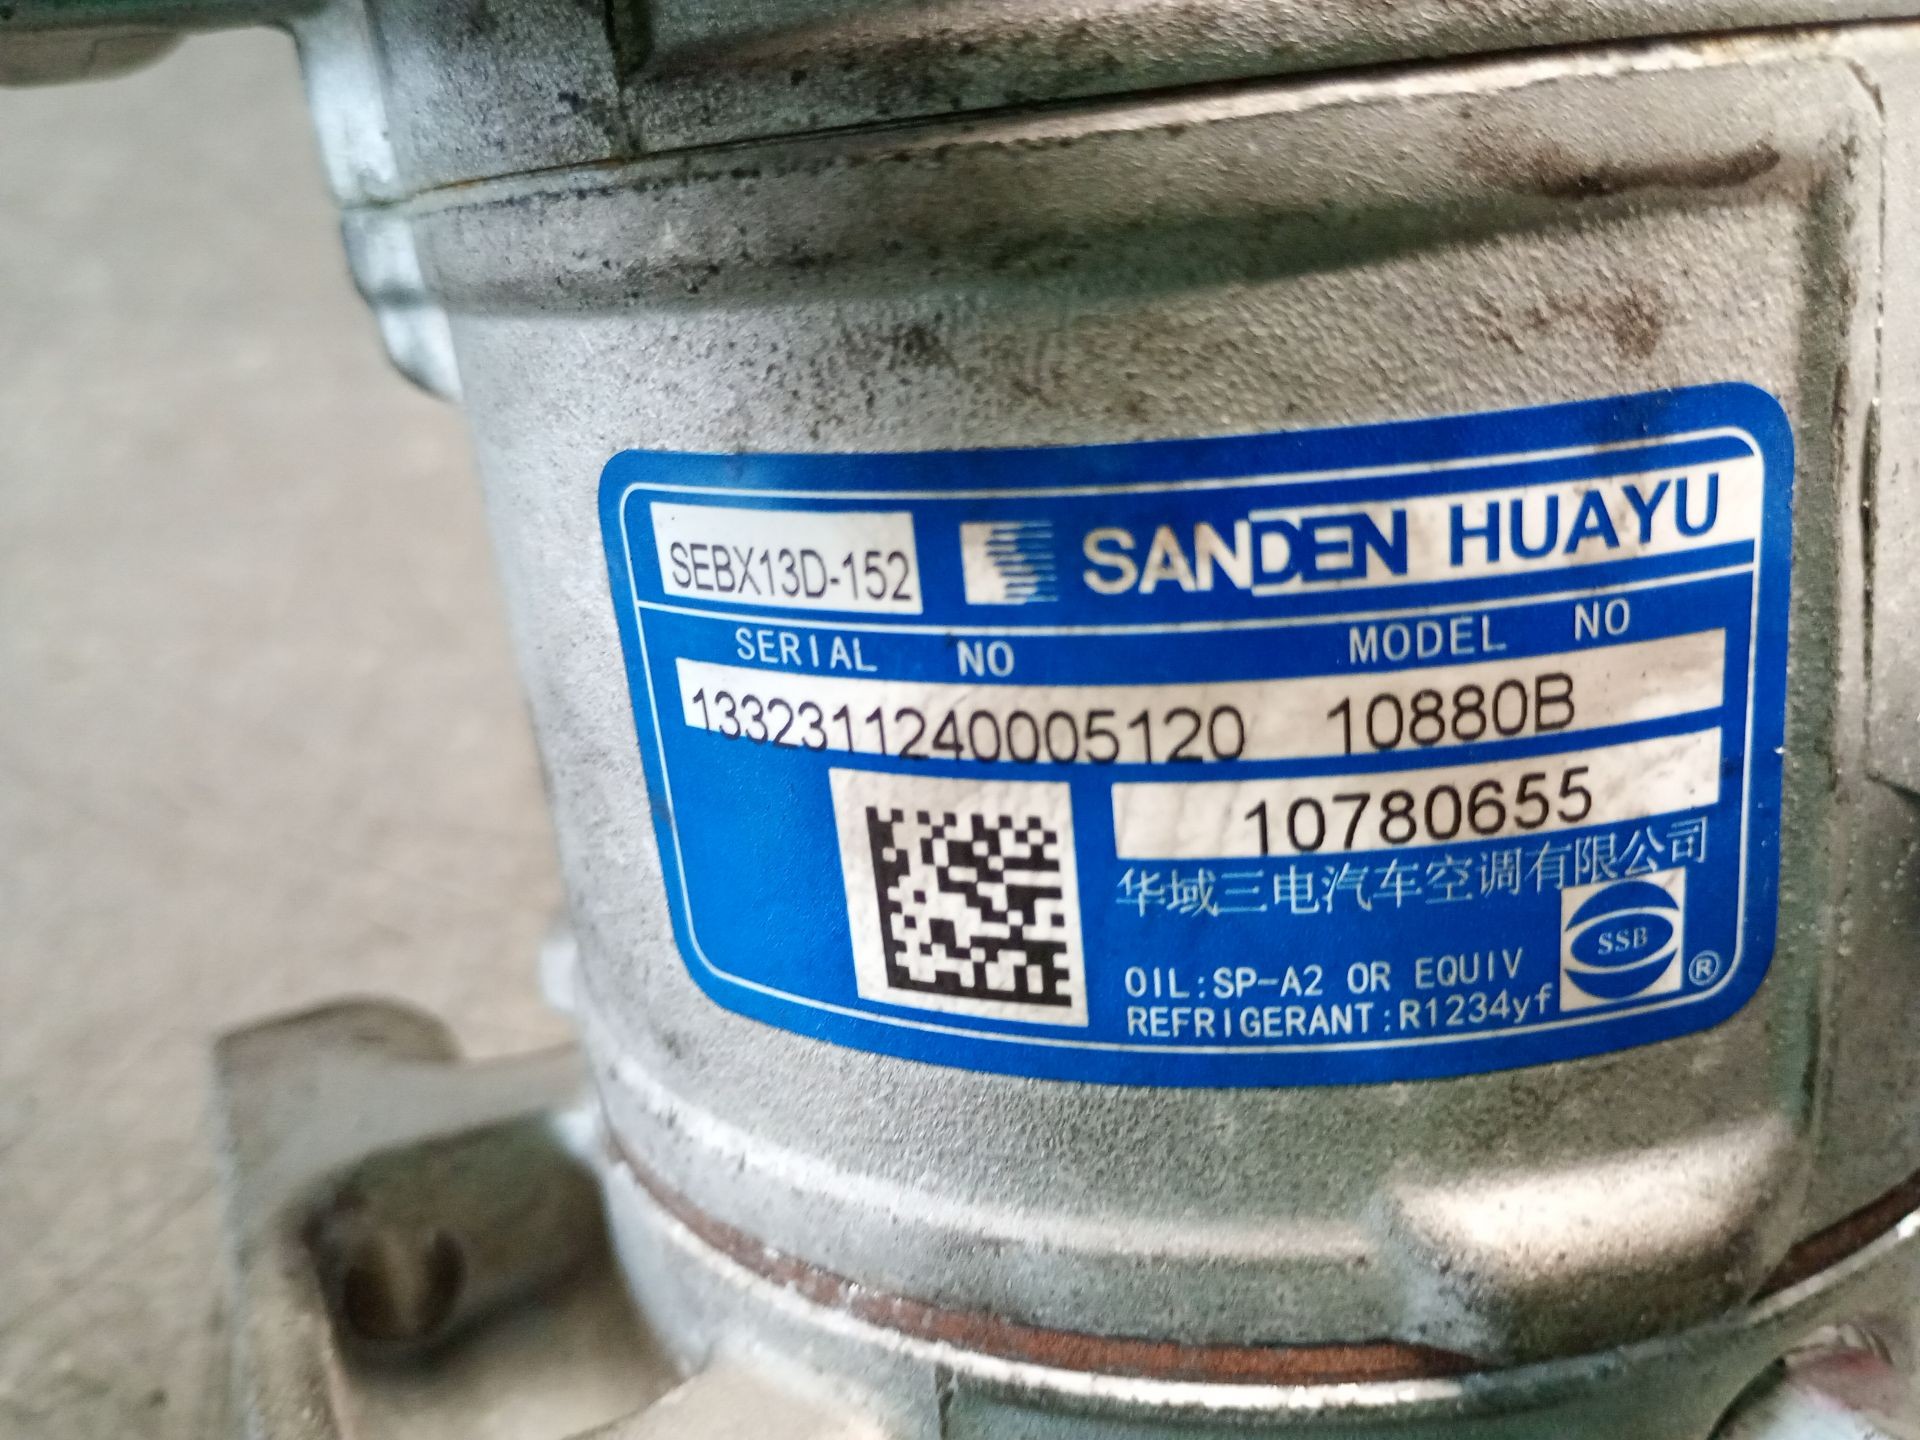 SEBX13D-152 SANDEN HUAYU
SERIAL NO MODEL NO
1332311240005120 10880B
10780655
华域三电汽车空调有限公司
SSB
OIL:SP-A2 OR EQUIV ®
REFRIGERANT:R1234yf